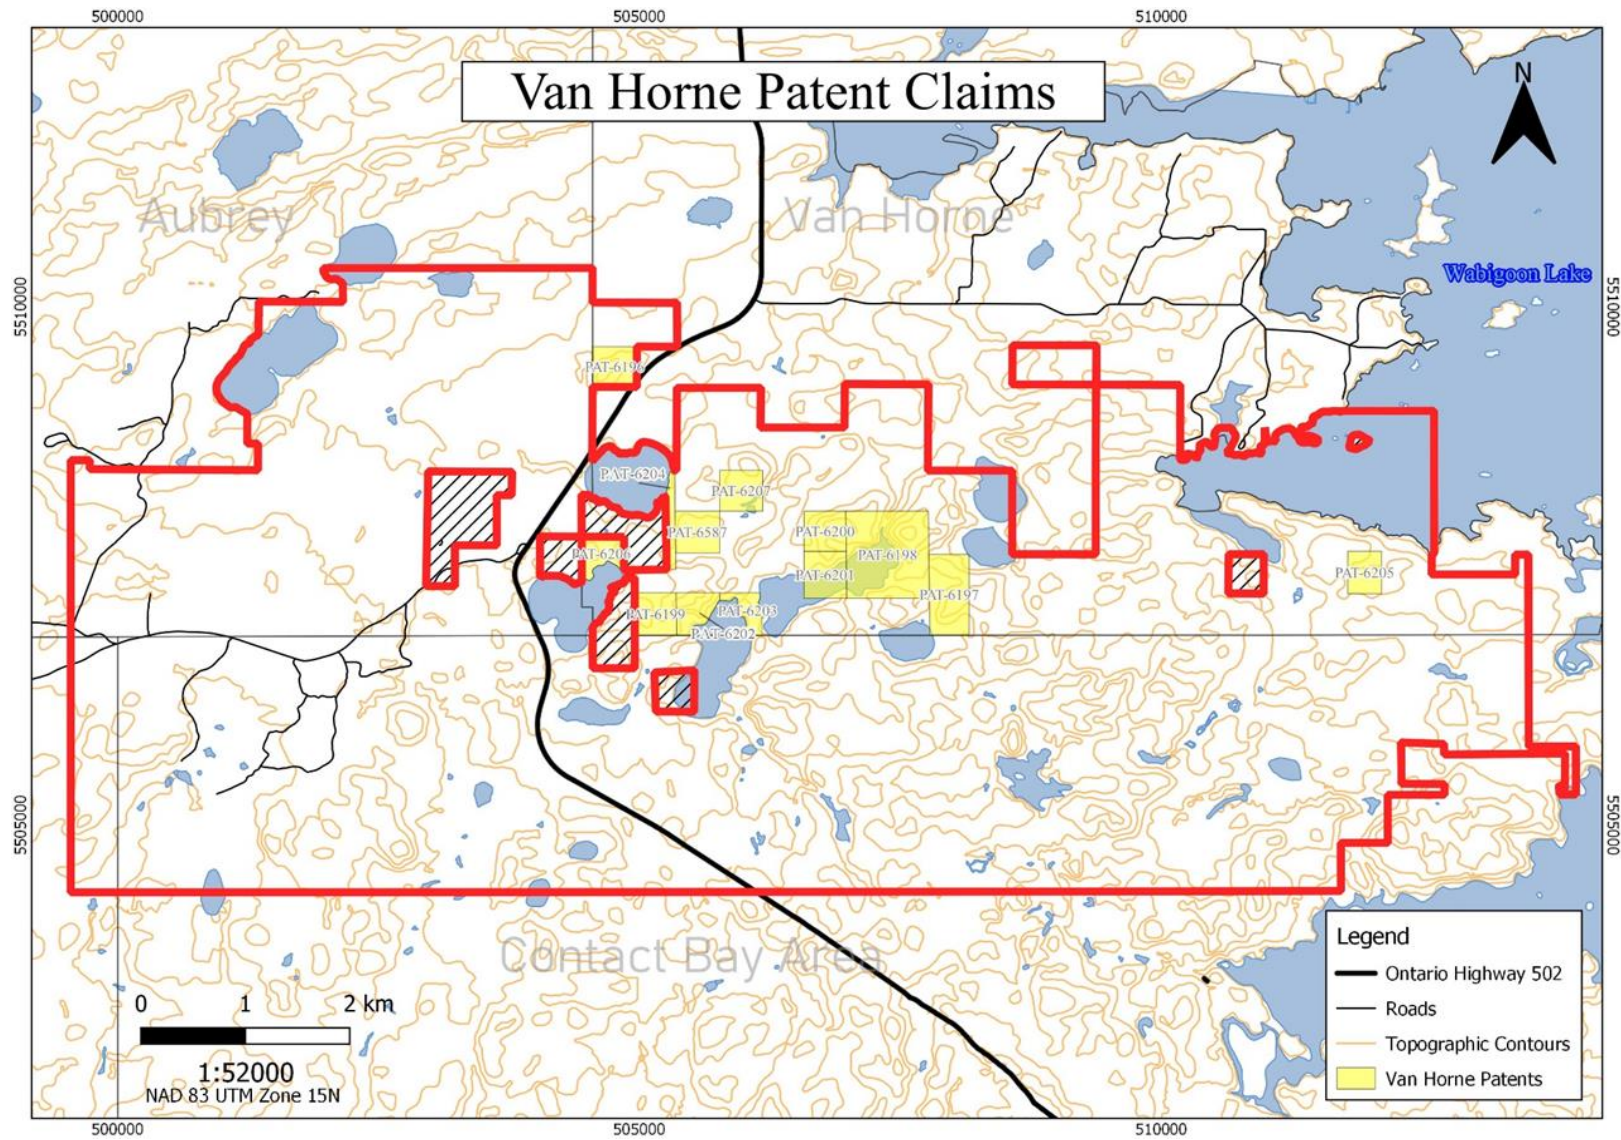 500000
505000
510000
Van Horne Patent Claims
N
Aubrey
Van Horne
Wabigoon Lake
5510000
5510000
PAT-6196
PAT-6204
PAT-6207
PAT-6587
PAT-6200
PAT-6206
PAT-6198
PAT-6201
PAT-6205
PAT-6197
PAT-6199
PAT-6203
PAT-6202
5505000
5505000
Contact Bay Area
Legend
Ontario Highway 502
Roads
Topographic Contours
Van Horne Patents
0 1 2 km
1:52000
NAD 83 UTM Zone 15N
500000
505000
510000